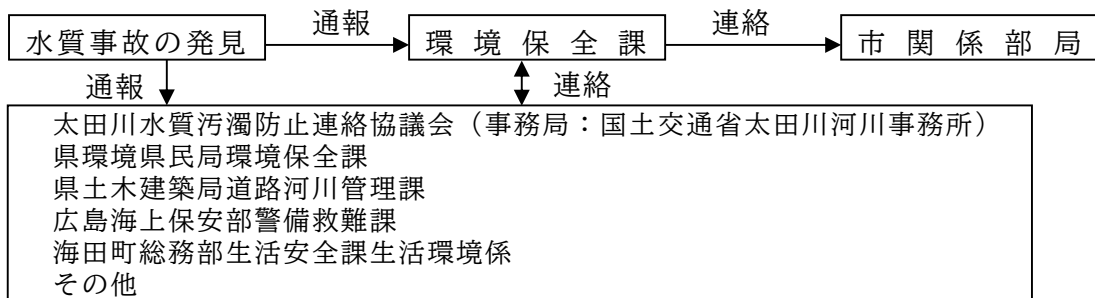 通報
連絡
水質事故の発見
環境保全課
市関係部局
通報
連絡
太田川水質汚濁防止連絡協議会（事務局：国土交通省太田川河川事務所）
県環境県民局環境保全課
県土木建築局道路河川管理課
広島海上保安部警備救難課
海田町総務部生活安全課生活環境係
その他